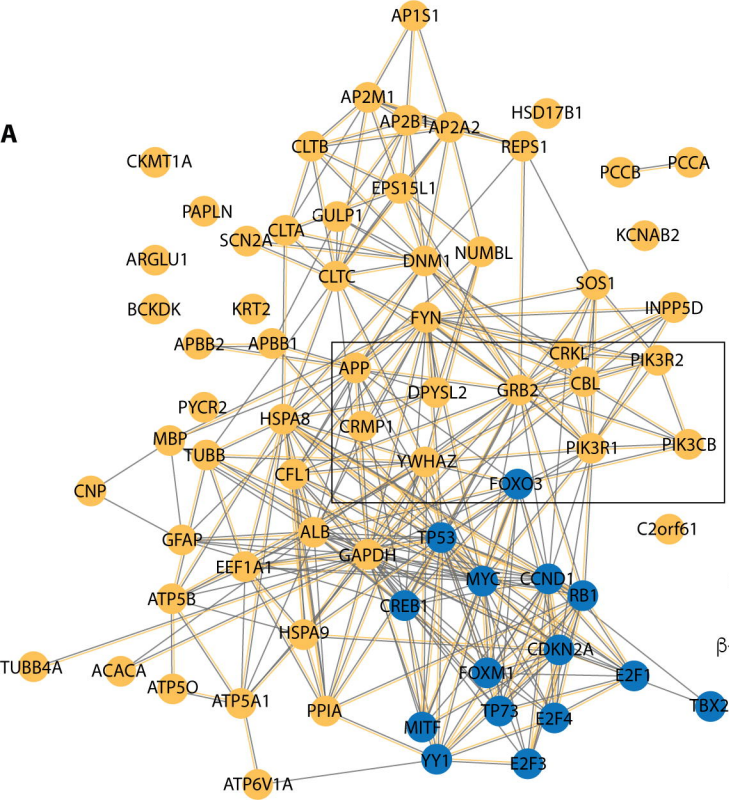 AP1S1
A
AP2M1
AP2B1
AP2A2
HSD17B1
CLTB
REPS1
CKMT1A
PCCB
PCCA
EPS15L1
PAPLN
GULP1
CLTA
SCN2A
KCNAB2
ARGLU1
DNM1
NUMBL
CLTC
SOS1
BCKDK
KRT2
FYN
INPP5D
APBB2
APBB1
CRKL
PIK3R2
APP
CBL
GRB2
DPYSL2
PYCR2
HSPA8
CRMP1
MBP
TUBB
PIK3R1
PIK3CB
YWHAZ
CFL1
FOXO3
CNP
C2orf61
GFAP
ALB
TP53
GAPDH
EEF1A1
MYC
CCND1
RB1
ATP5B
CREB1
HSPA9
CDKN2A
β-
TUBB4A
ACACA
FOXM1
E2F1
ATP5O
ATP5A1
PPIA
TP73
E2F4
TBX2
MITF
YY1
E2F3
ATP6V1A